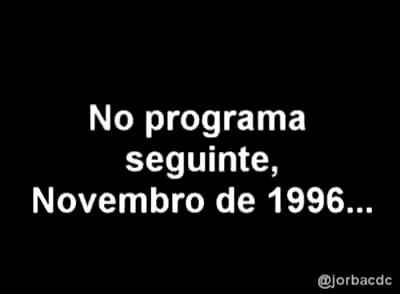 No programa
seguinte,
Novembro de 1996...
@jorbacdc